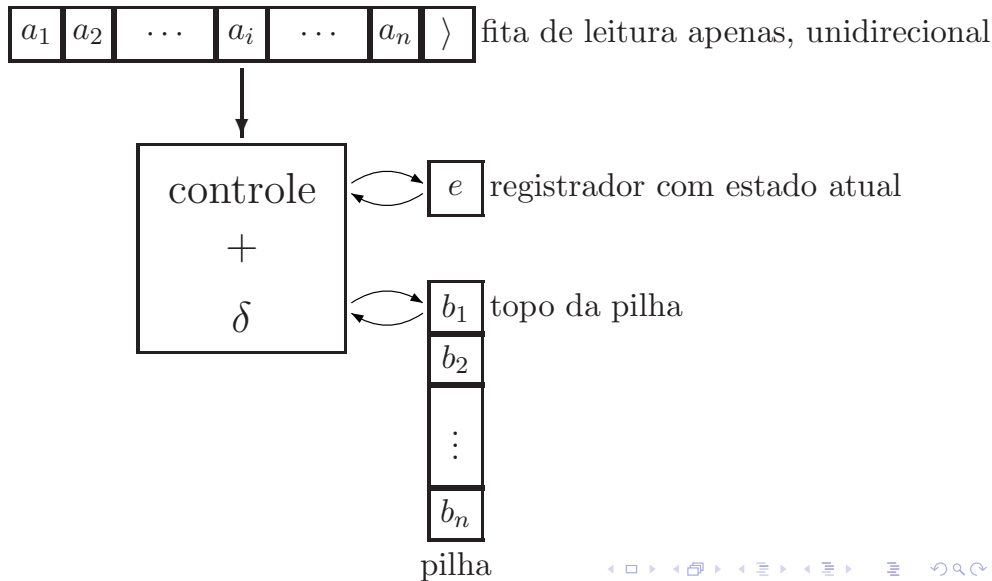 a₁ a₂ ⋯ aᵢ ⋯ aₙ ⟩ fita de leitura apenas, unidirecional
controle
+
δ
e registrador com estado atual
b₁ topo da pilha
b₂
⋮
bₙ
pilha